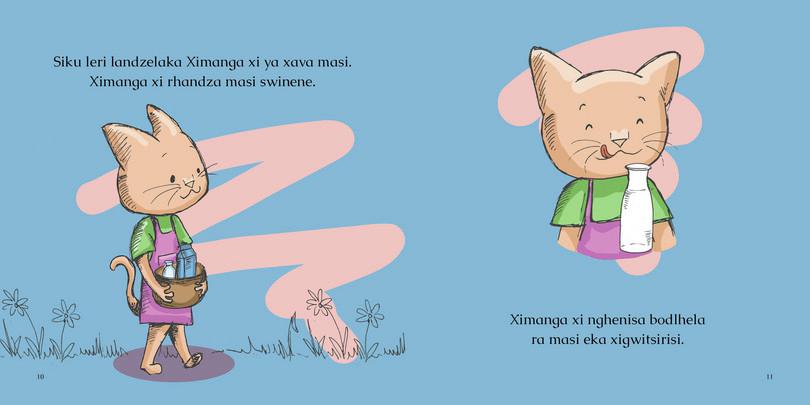 Siku leri landzelaka Ximanga xi ya xava masi.
Ximanga xi rhandza masi swinene.
10
Ximanga xi nghenisa bodlhela
ra masi eka xigwitsirisi.
11